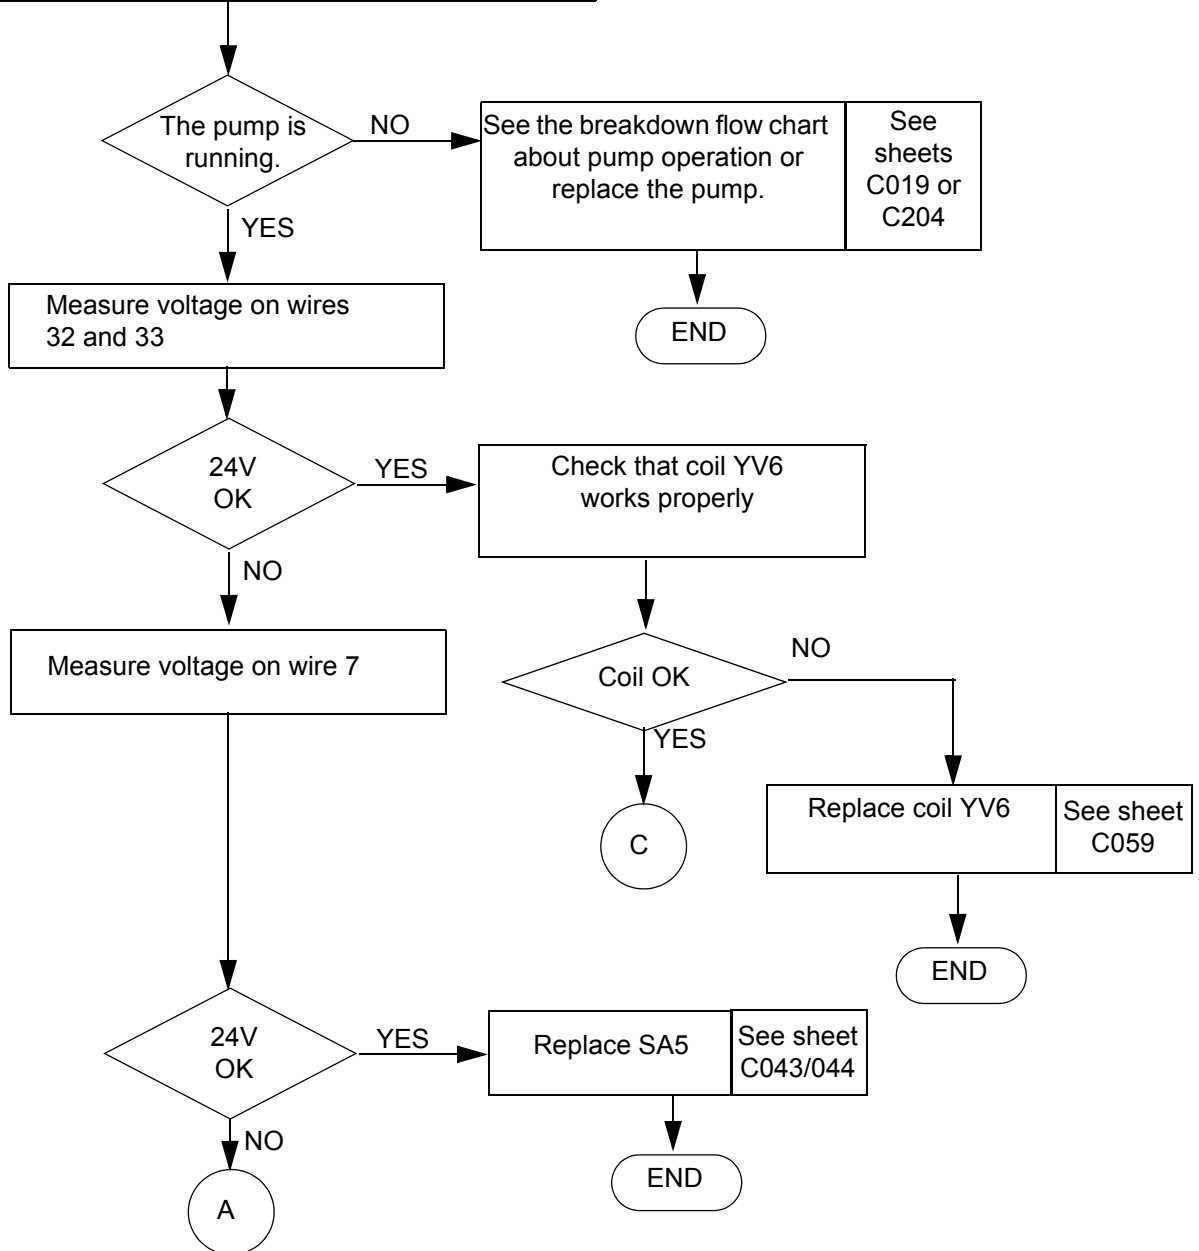 The pump is
running.
NO
See the breakdown flow chart
about pump operation or
replace the pump.
See
sheets
C019 or
C204
YES
END
Measure voltage on wires
32 and 33
24V
OK
YES
Check that coil YV6
works properly
NO
Measure voltage on wire 7
Coil OK
NO
YES
C
Replace coil YV6
See sheet
C059
END
24V
OK
YES
Replace SA5
See sheet
C043/044
NO
END
A